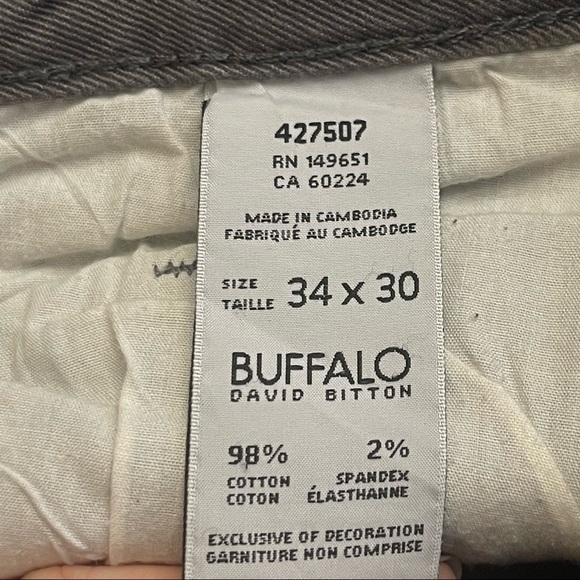 427507
RN 149651
CA 60224
MADE IN CAMBODIA
FABRIQUÉ AU CAMBODGE
SIZE
TAILLE 34 x 30
BUFFALO
DAVID BITTON
98% 2%
COTTON SPANDEX
COTON ÉLASTHANNE
EXCLUSIVE OF DECORATION
GARNITURE NON COMPRISE